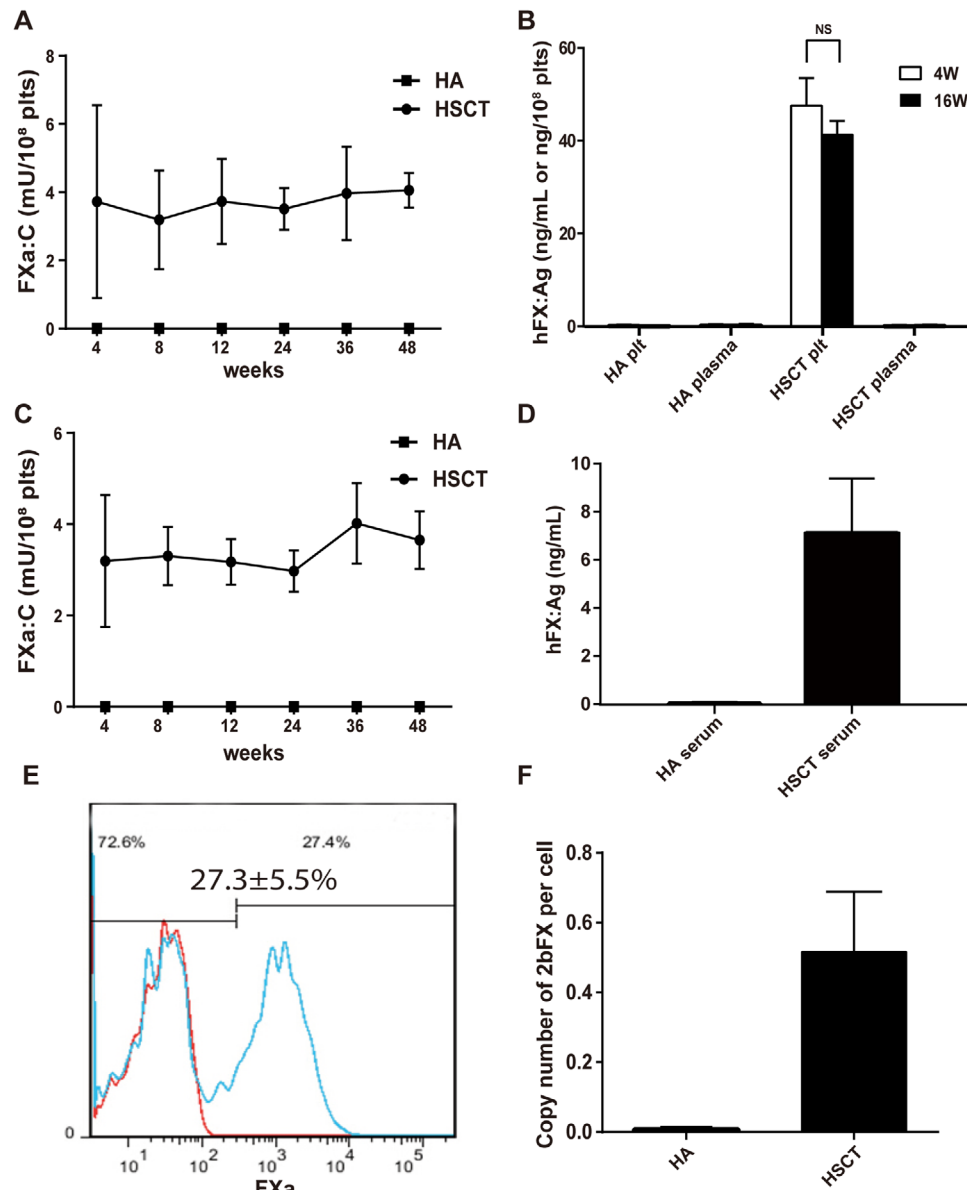 A
FXa:C (mU/10⁸ plts)
8
6
4
2
0
HA
HSCT
4 8 12 24 36 48
weeks
B
hFX:Ag (ng/mL or ng/10⁸ plts)
60
40
20
0
NS
4W
16W
HA plt
HA plasma
HSCT plt
HSCT plasma
C
FXa:C (mU/10⁸ plts)
6
4
2
0
HA
HSCT
4 8 12 24 36 48
weeks
D
hFX:Ag (ng/mL)
10
8
6
4
2
0
HA serum
HSCT serum
E
72.6% 27.4%
27.3±5.5%
0
10¹ 10² 10³ 10⁴ 10⁵
FXa
F
Copy number of 2bFX per cell
0.8
0.6
0.4
0.2
0.0
HA
HSCT